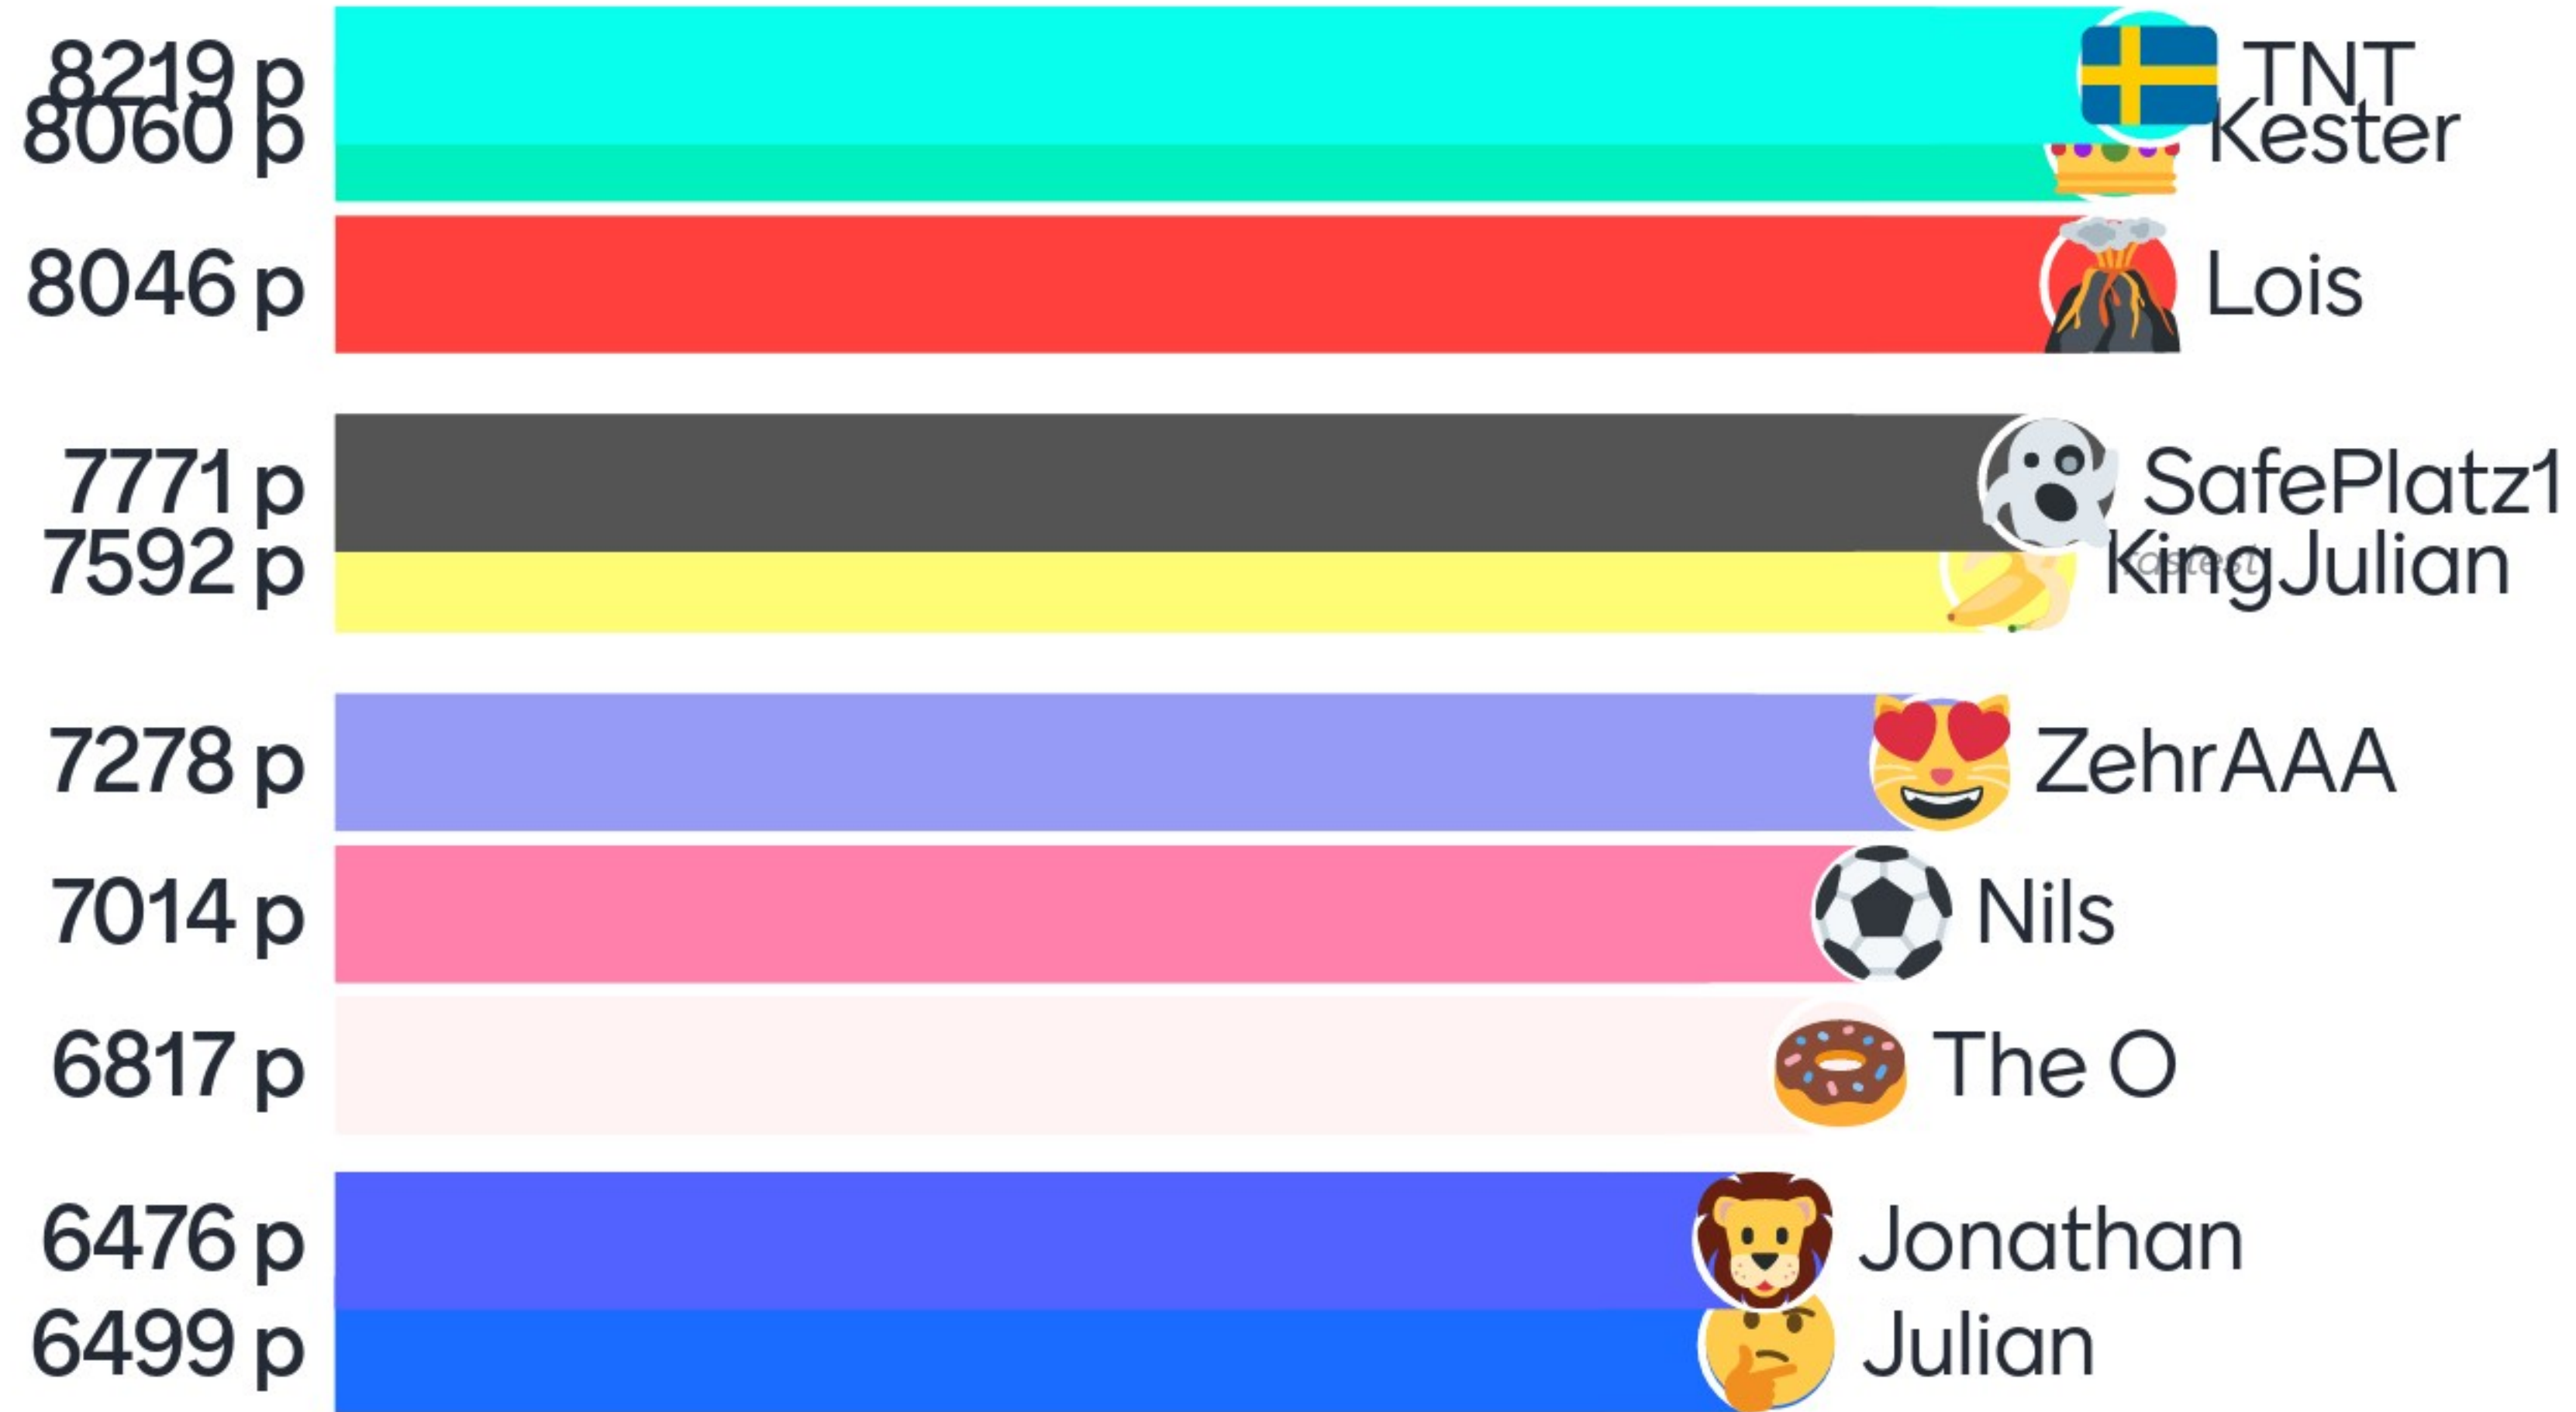 8219 p TNT
8060 p Kester
8046 p Lois
7771 p SafePlatz1
7592 p KingJulian
fastest
7278 p ZehrAAA
7014 p Nils
6817 p The O
6476 p Jonathan
6499 p Julian